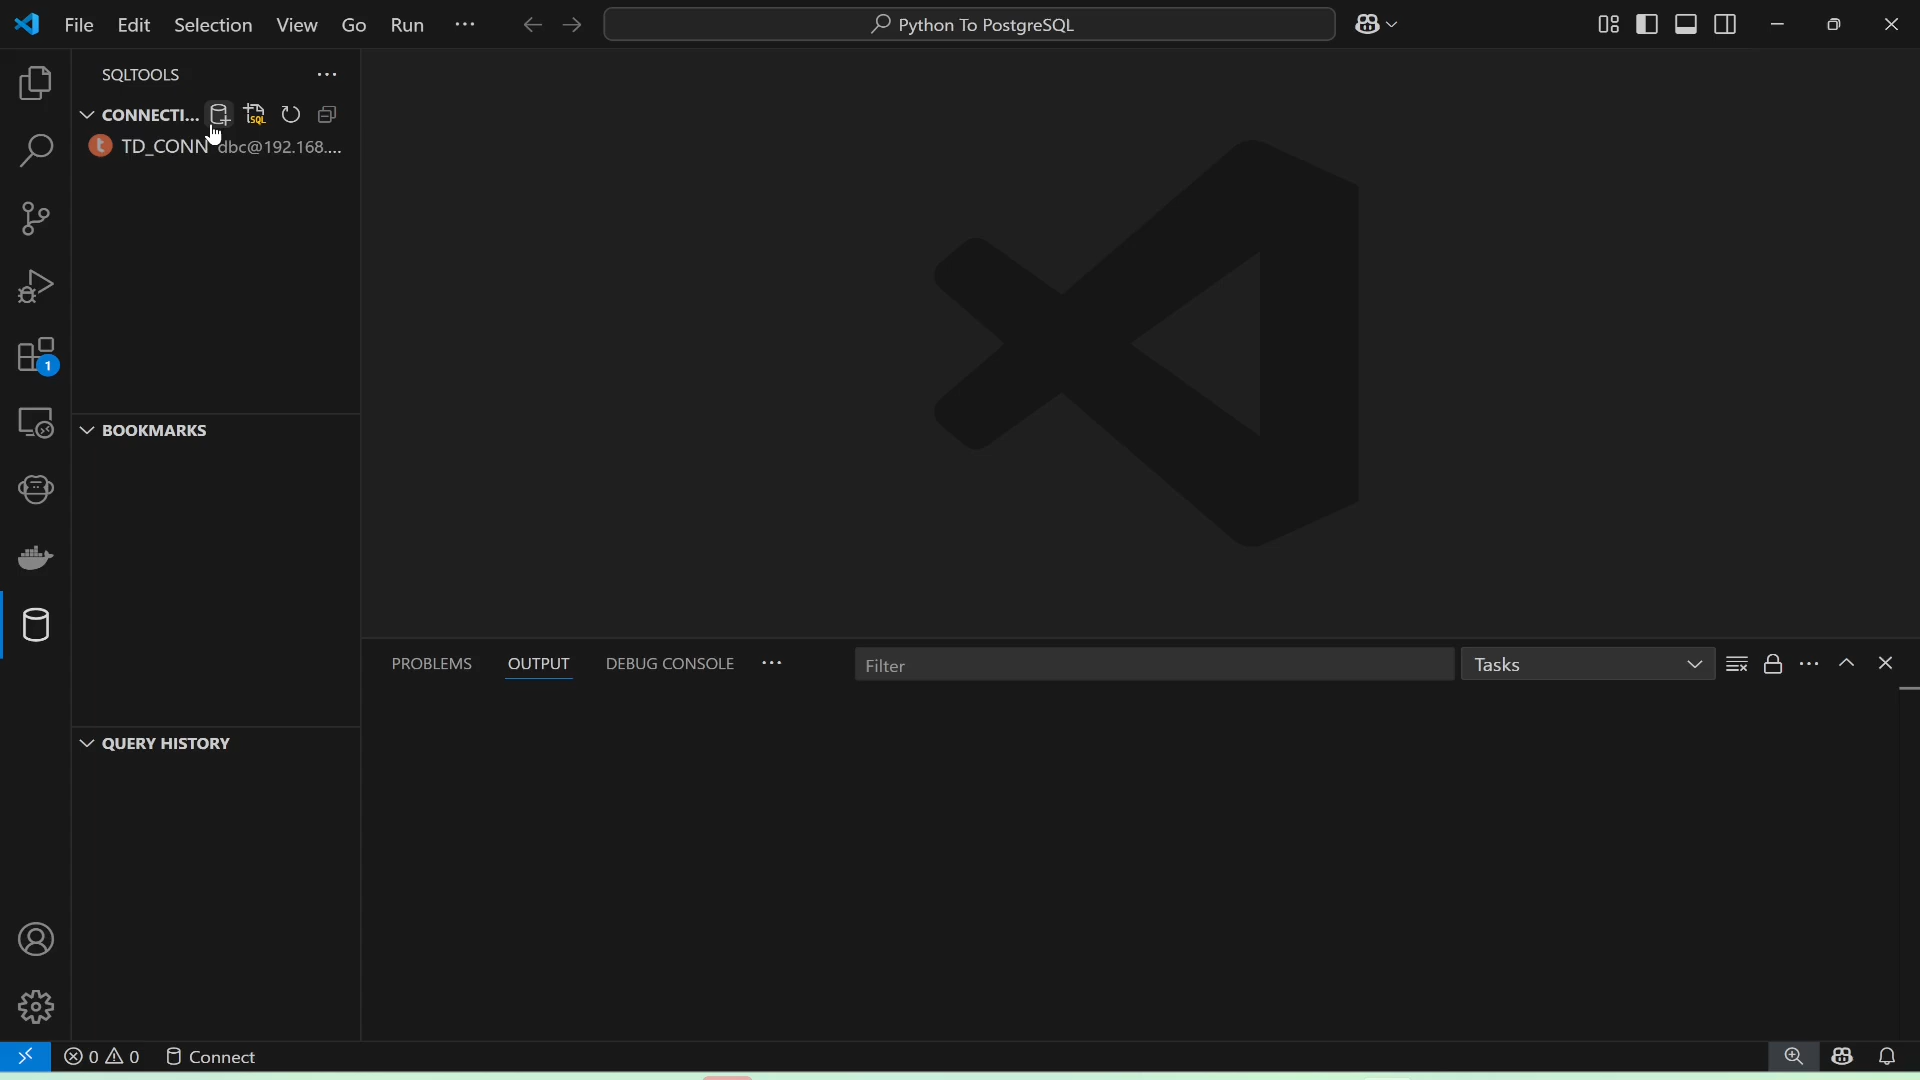 File Edit Selection View Go Run ···
Python To PostgreSQL
SQLTOOLS
CONNECTI...
SQL
t TD_CONN dbc@192.168....
1
BOOKMARKS
PROBLEMS OUTPUT DEBUG CONSOLE ···
Filter
Tasks
QUERY HISTORY
0 0 Connect